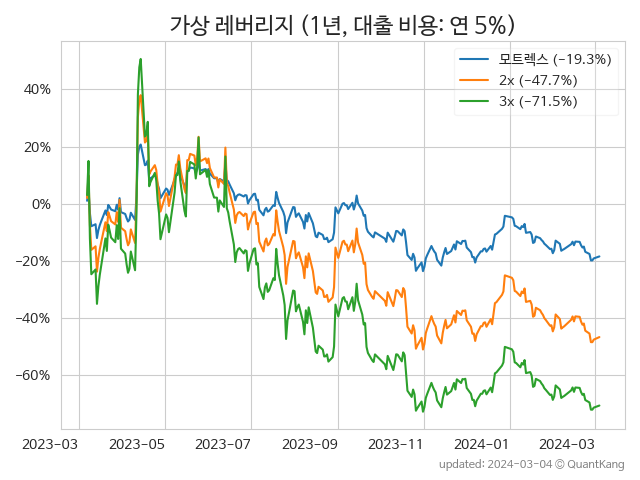 가상 레버리지 (1년, 대출 비용: 연 5%)
모트렉스 (−19.3%)
2x (−47.7%)
3x (−71.5%)
40%
20%
0%
−20%
−40%
−60%
2023−03 2023−05 2023−07 2023−09 2023−11 2024−01 2024−03
updated: 2024-03-04 © QuantKang